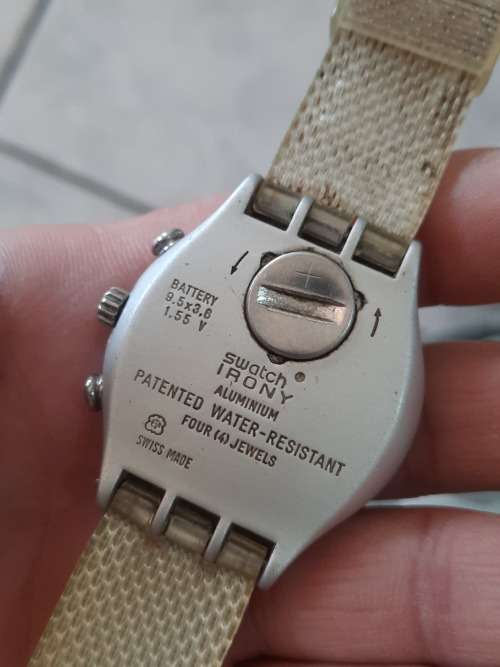 BATTERY
9.5x3.6
1.55 V
+
swatch
IRONY
ALUMINIUM
PATENTED WATER-RESISTANT
FOUR (4) JEWELS
SWISS MADE